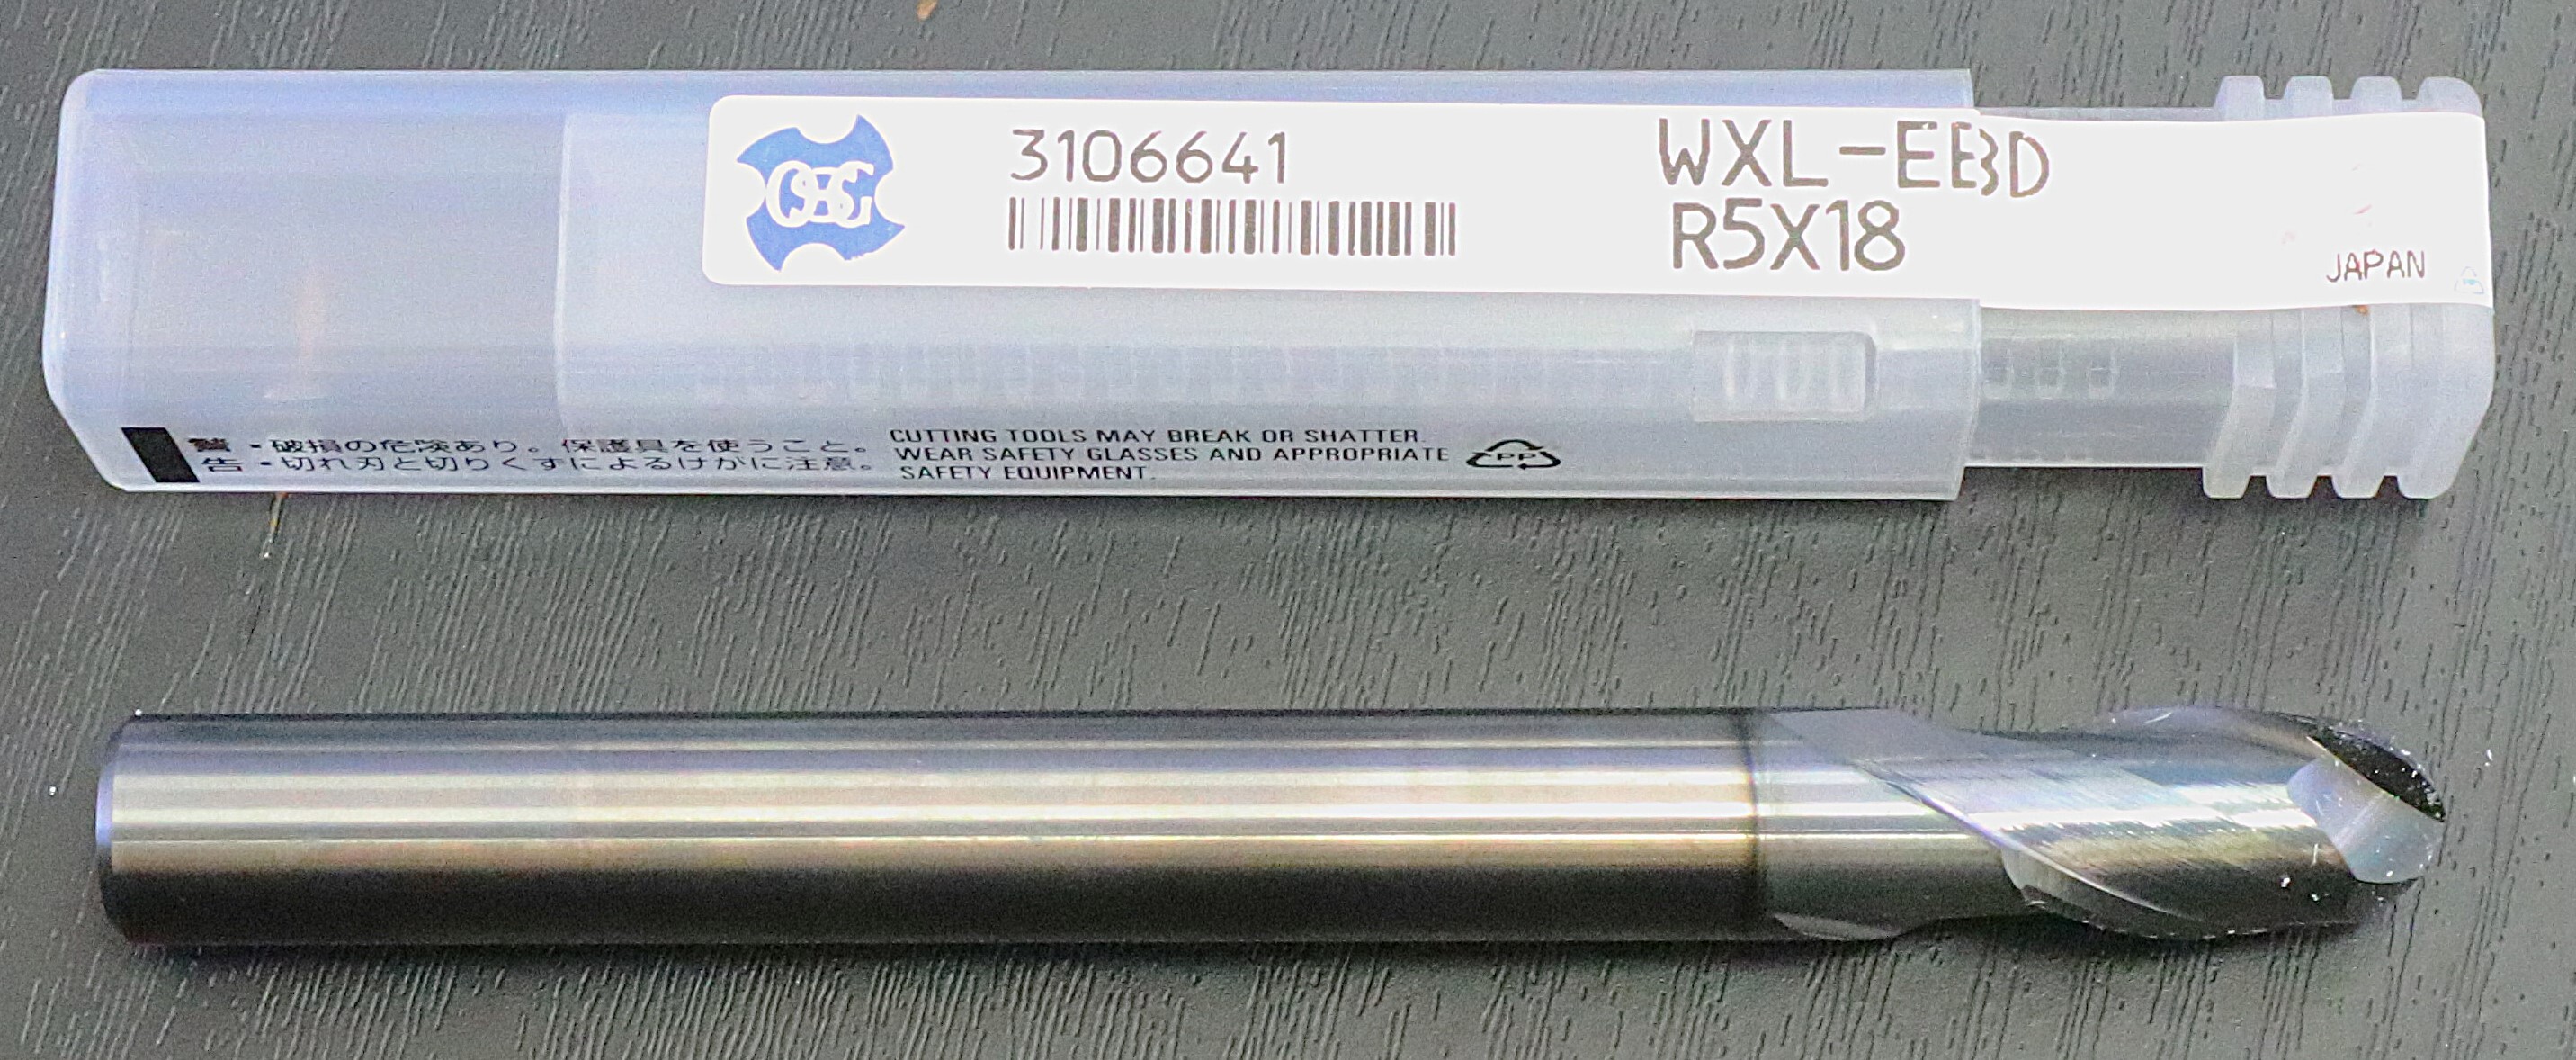 OSG
3106641
WXL-EBD
R5X18
JAPAN
警告
・破損の危険あり。保護具を使うこと。
・切れ刃と切りくずによるけがに注意。
CUTTING TOOLS MAY BREAK OR SHATTER.
WEAR SAFETY GLASSES AND APPROPRIATE
SAFETY EQUIPMENT.
PP